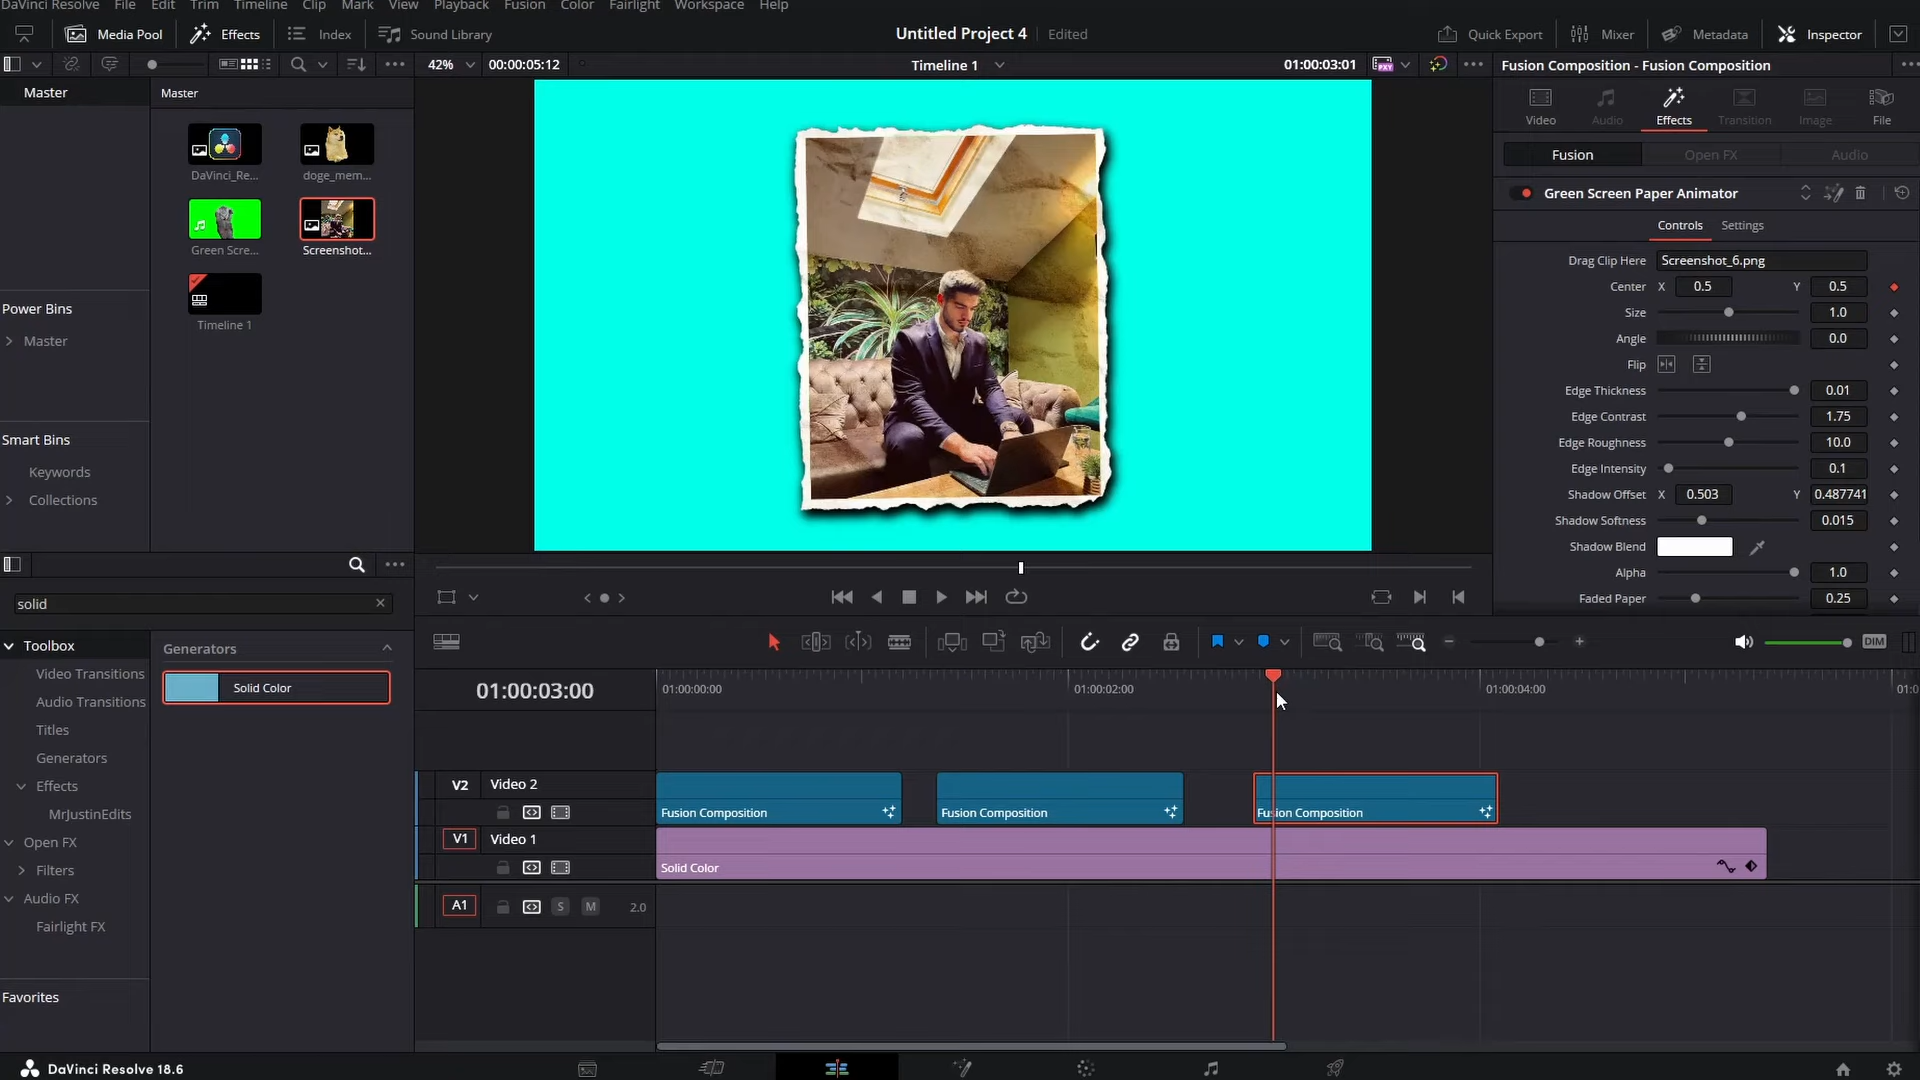 DaVinci Resolve File Edit Trim Timeline Clip Mark View Playback Fusion Color Fairlight Workspace Help
Media Pool Effects Index Sound Library Untitled Project 4 Edited Quick Export Mixer Metadata Inspector
42% 00:00:05:12 Timeline 1 01:00:03:01 Fusion Composition - Fusion Composition
Master
Master
DaVinci_Re...
doge_mem...
Green Scre...
Screenshot...
Timeline 1
Power Bins
Master
Smart Bins
Keywords
Collections
Video Audio Effects Transition Image File
Fusion Open FX Audio
Green Screen Paper Animator
Controls Settings
Drag Clip Here Screenshot_6.png
Center X 0.5 Y 0.5
Size 1.0
Angle 0.0
Flip
Edge Thickness 0.01
Edge Contrast 1.75
Edge Roughness 10.0
Edge Intensity 0.1
Shadow Offset X 0.503 Y 0.487741
Shadow Softness 0.015
Shadow Blend
Alpha 1.0
Faded Paper 0.25
solid
Toolbox
Video Transitions
Audio Transitions
Titles
Generators
Effects
MrJustinEdits
Open FX
Filters
Audio FX
Fairlight FX
Favorites
Generators
Solid Color
DIM
01:00:03:00 01:00:00:00 01:00:02:00 01:00:04:00 01:0
V2 Video 2
Fusion Composition Fusion Composition Fusion Composition
V1 Video 1
Solid Color
A1 S M 2.0
DaVinci Resolve 18.6